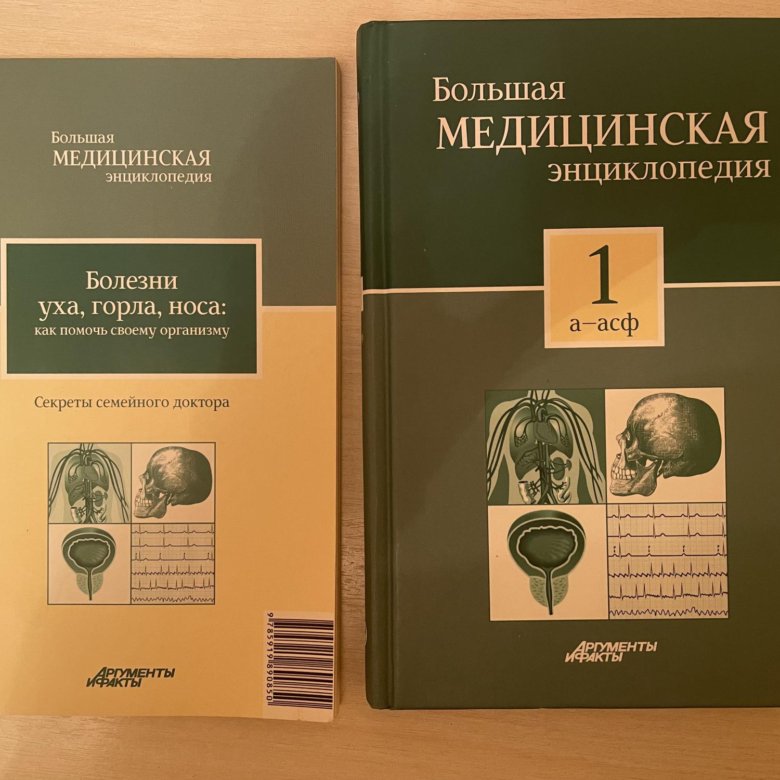 Большая
МЕДИЦИНСКАЯ
энциклопедия
Болезни
уха, горла, носа:
как помочь своему организму
Секреты семейного доктора
АРГУМЕНТЫ
И ФАКТЫ
9785919890850
Большая
МЕДИЦИНСКАЯ
энциклопедия
1
а–асф
АРГУМЕНТЫ
И ФАКТЫ